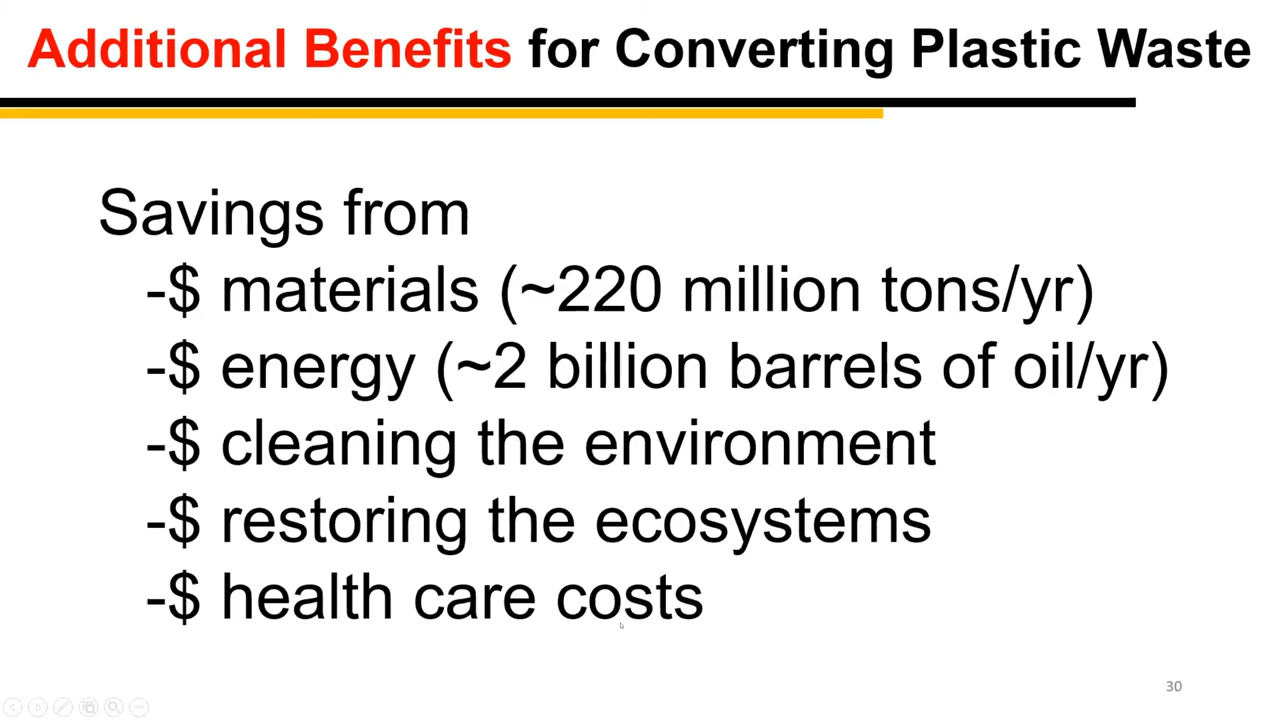 Additional Benefits for Converting Plastic Waste
Savings from
-$ materials (~220 million tons/yr)
-$ energy (~2 billion barrels of oil/yr)
-$ cleaning the environment
-$ restoring the ecosystems
-$ health care costs
30